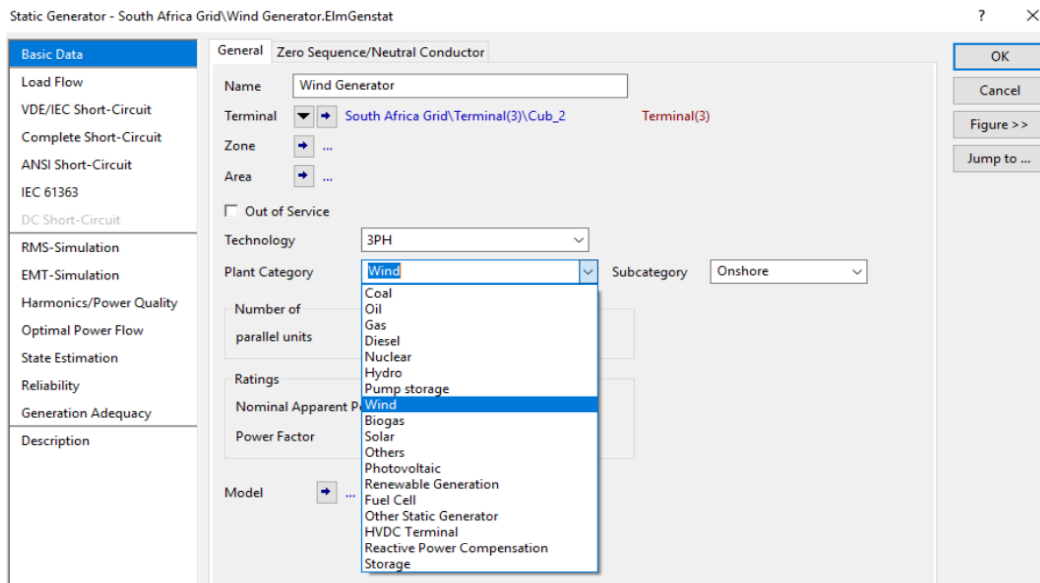 Static Generator - South Africa Grid\Wind Generator.ElmGenstat
?
Basic Data
Load Flow
VDE/IEC Short-Circuit
Complete Short-Circuit
ANSI Short-Circuit
IEC 61363
DC Short-Circuit
RMS-Simulation
EMT-Simulation
Harmonics/Power Quality
Optimal Power Flow
State Estimation
Reliability
Generation Adequacy
Description
General Zero Sequence/Neutral Conductor
Name Wind Generator
Terminal South Africa Grid\Terminal(3)\Cub_2 Terminal(3)
Zone ...
Area ...
Out of Service
Technology 3PH
Plant Category Wind Subcategory Onshore
Number of
parallel units
Ratings
Nominal Apparent
Power Factor
Model ...
Coal
Oil
Gas
Diesel
Nuclear
Hydro
Pump storage
Wind
Biogas
Solar
Others
Photovoltaic
Renewable Generation
Fuel Cell
Other Static Generator
HVDC Terminal
Reactive Power Compensation
Storage
OK
Cancel
Figure >>
Jump to ...